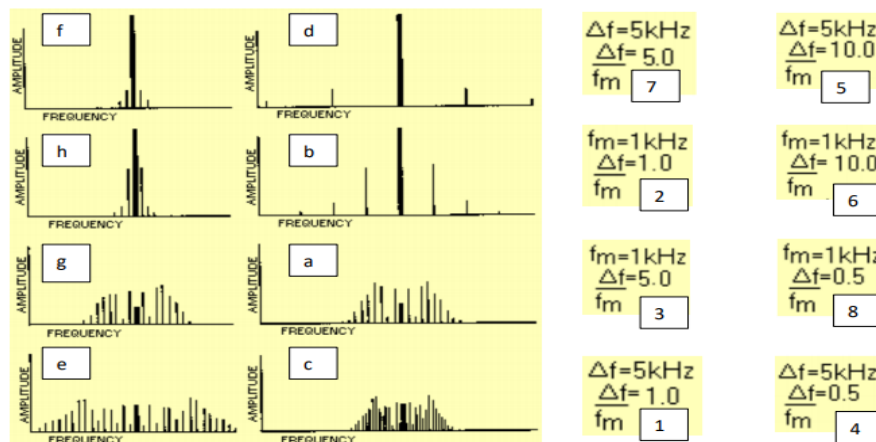 f
AMPLITUDE
FREQUENCY
d
AMPLITUDE
FREQUENCY
Δf=5kHz
Δf= 5.0
fm
7
Δf=5kHz
Δf=10.0
fm
5
h
AMPLITUDE
FREQUENCY
b
AMPLITUDE
FREQUENCY
fm=1kHz
Δf=1.0
fm
2
fm=1kHz
Δf= 10.0
fm
6
g
AMPLITUDE
FREQUENCY
a
AMPLITUDE
FREQUENCY
fm=1kHz
Δf=5.0
fm
3
fm=1kHz
Δf=0.5
fm
8
e
AMPLITUDE
FREQUENCY
c
AMPLITUDE
FREQUENCY
Δf=5kHz
Δf= 1.0
fm
1
Δf=5kHz
Δf=0.5
fm
4